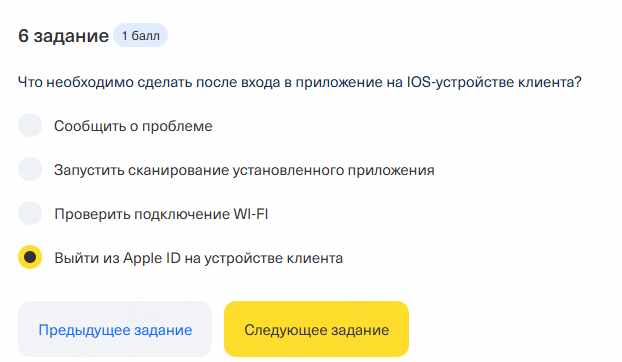 6 задание 1 балл
Что необходимо сделать после входа в приложение на IOS-устройстве клиента?
Сообщить о проблеме
Запустить сканирование установленного приложения
Проверить подключение WI-FI
Выйти из Apple ID на устройстве клиента
Предыдущее задание Следующее задание